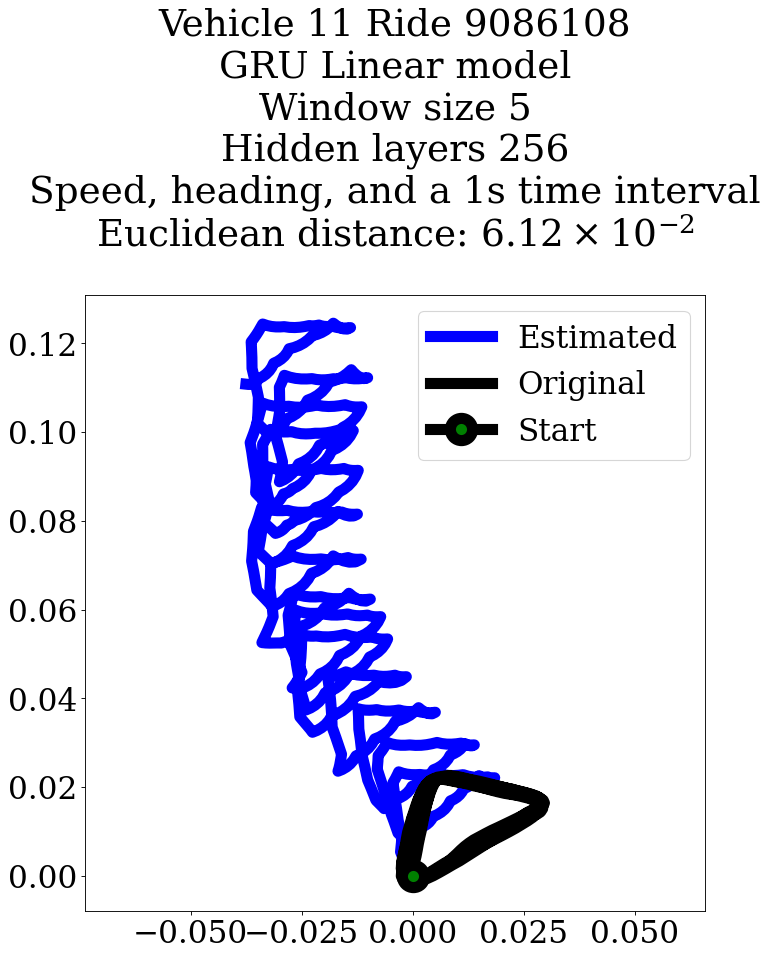 Vehicle 11 Ride 9086108
GRU Linear model
Window size 5
Hidden layers 256
Speed, heading, and a 1s time interval
Euclidean distance: 6.12 × 10⁻²
Estimated
Original
Start
0.12
0.10
0.08
0.06
0.04
0.02
0.00
−0.050 −0.025 0.000 0.025 0.050